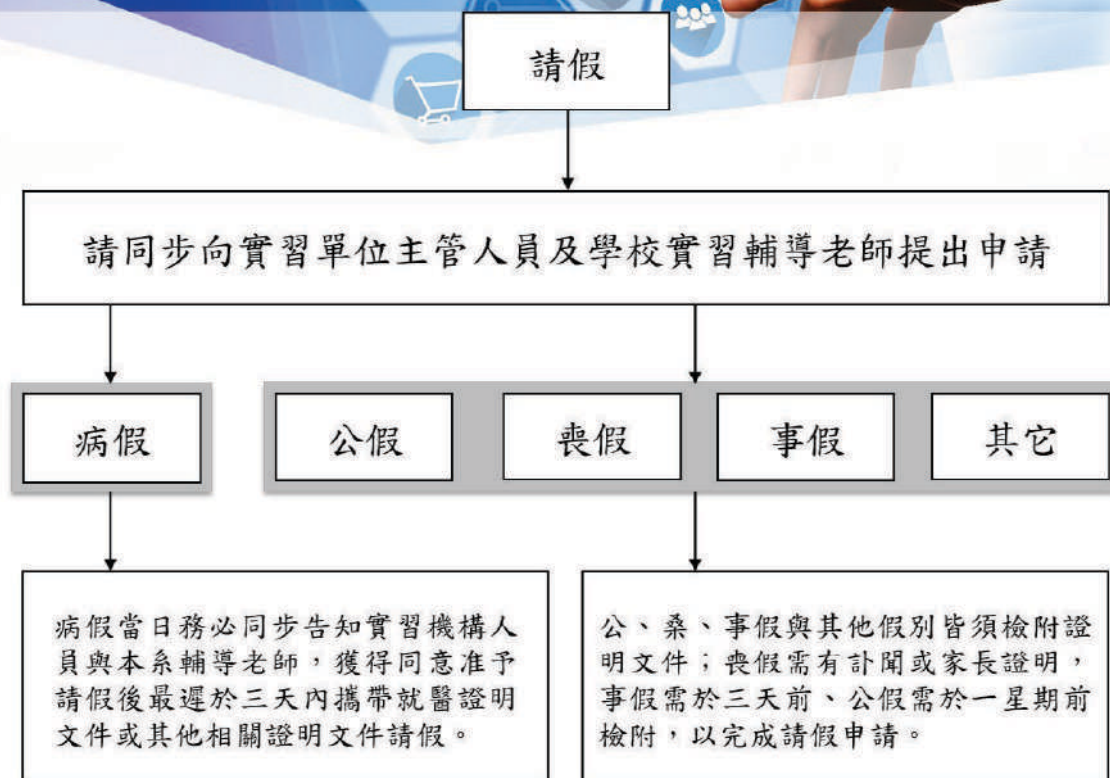 請假
請同步向實習單位主管人員及學校實習輔導老師提出申請
病假
公假
喪假
事假
其它
病假當日務必同步告知實習機構人
員與本系輔導老師，獲得同意准予
請假後最遲於三天內攜帶就醫證明
文件或其他相關證明文件請假。
公、桑、事假與其他假別皆須檢附證
明文件；喪假需有訃聞或家長證明，
事假需於三天前、公假需於一星期前
檢附，以完成請假申請。